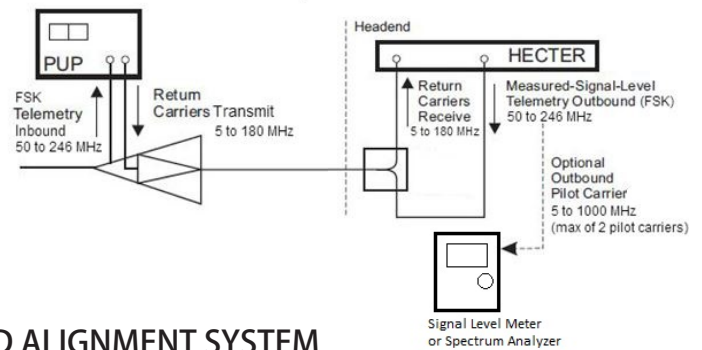 Headend
PUP
HECTER
FSK
Telemetry
Inbound
50 to 246 MHz
Return
Carriers Transmit
5 to 180 MHz
Return
Carriers
Receive
5 to 180 MHz
Measured-Signal-Level
Telemetry Outbound (FSK)
50 to 246 MHz
Optional
Outbound
Pilot Carrier
5 to 1000 MHz
(max of 2 pilot carriers)
Signal Level Meter
or Spectrum Analyzer
D ALIGNMENT SYSTEM